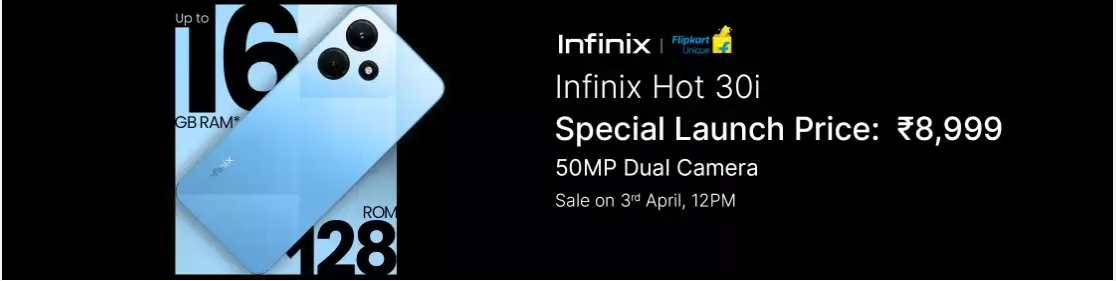 Up to
16
GB RAM*
Infinix
ROM
128
Infinix | Flipkart
Unique
Infinix Hot 30i
Special Launch Price: ₹8,999
50MP Dual Camera
Sale on 3rd April, 12PM